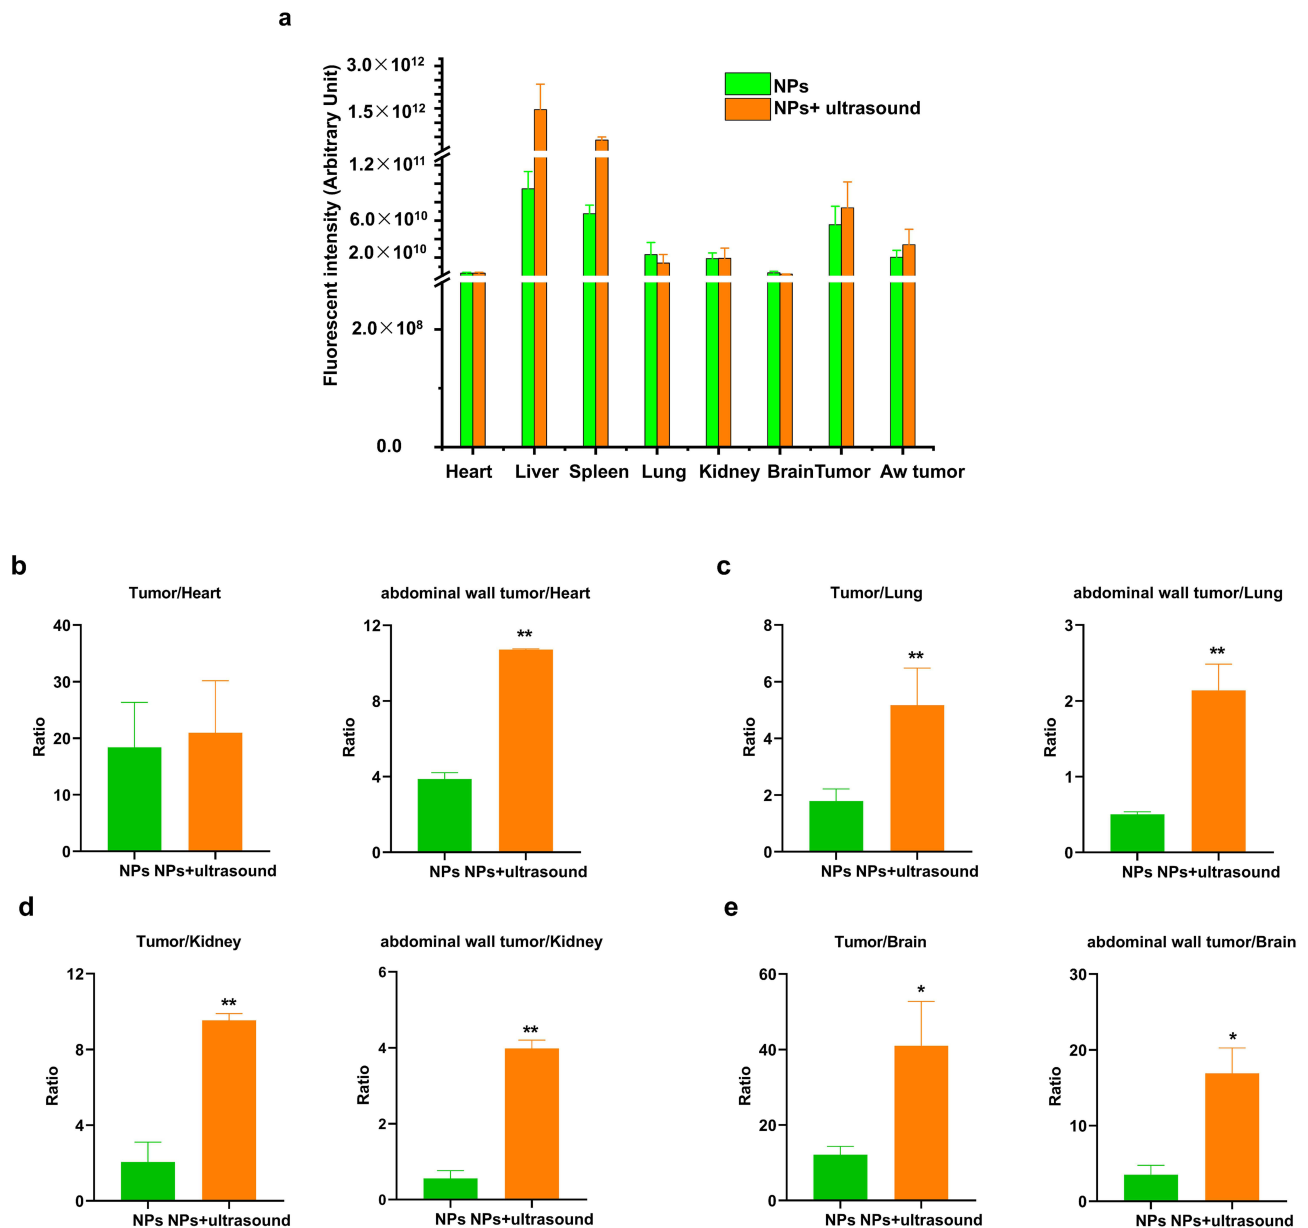 a
Fluorescent intensity (Arbitrary Unit)
3.0×10¹²
1.5×10¹²
1.2×10¹¹
6.0×10¹⁰
2.0×10¹⁰
2.0×10⁸
0.0
NPs
NPs+ ultrasound
Heart Liver Spleen Lung Kidney Brain Tumor Aw tumor
b
Tumor/Heart
Ratio
40
30
20
10
0
NPs NPs+ultrasound
abdominal wall tumor/Heart
Ratio
12
8
4
0
**
NPs NPs+ultrasound
c
Tumor/Lung
Ratio
8
6
4
2
0
**
NPs NPs+ultrasound
abdominal wall tumor/Lung
Ratio
3
2
1
0
**
NPs NPs+ultrasound
d
Tumor/Kidney
Ratio
12
8
4
0
**
NPs NPs+ultrasound
abdominal wall tumor/Kidney
Ratio
6
4
2
0
**
NPs NPs+ultrasound
e
Tumor/Brain
Ratio
60
40
20
0
*
NPs NPs+ultrasound
abdominal wall tumor/Brain
Ratio
30
20
10
0
*
NPs NPs+ultrasound